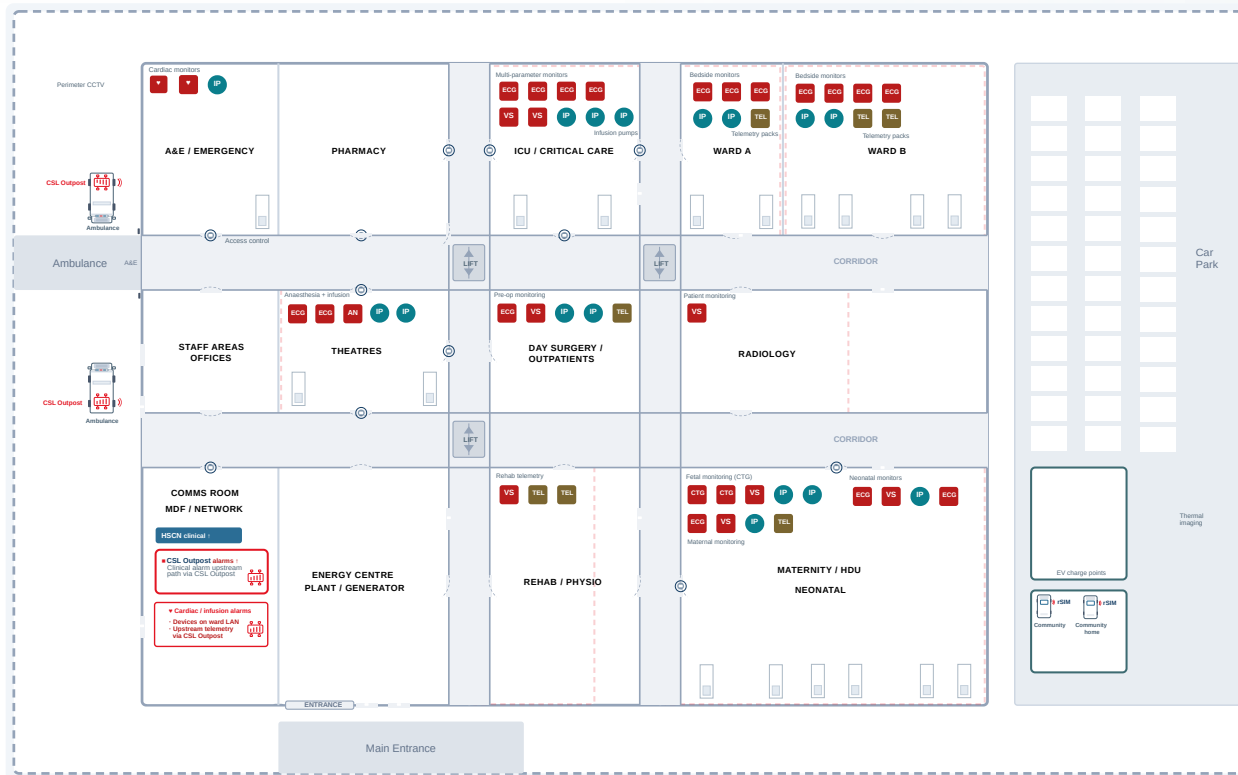 Perimeter CCTV
CSL Outpost
Ambulance
Ambulance
A&E
CSL Outpost
Ambulance
Cardiac monitors
♥ ♥ IP
A&E / EMERGENCY
PHARMACY
Access control
Multi-parameter monitors
ECG ECG ECG ECG
VS VS IP IP IP
Infusion pumps
ICU / CRITICAL CARE
Bedside monitors
ECG ECG ECG
IP IP TEL
Telemetry packs
WARD A
Bedside monitors
ECG ECG ECG ECG
IP IP TEL TEL
Telemetry packs
WARD B
LIFT
LIFT
CORRIDOR
Car
Park
STAFF AREAS
OFFICES
Anaesthesia + infusion
ECG ECG AN IP IP
THEATRES
Pre-op monitoring
ECG VS IP IP TEL
DAY SURGERY /
OUTPATIENTS
Patient monitoring
VS
RADIOLOGY
LIFT
CORRIDOR
COMMS ROOM
MDF / NETWORK
HSCN clinical ↑
CSL Outpost alarms ↑
Clinical alarm upstream
path via CSL Outpost
♥ Cardiac / infusion alarms
· Devices on ward LAN
· Upstream telemetry
via CSL Outpost
ENERGY CENTRE
PLANT / GENERATOR
Rehab telemetry
VS TEL TEL
REHAB / PHYSIO
Fetal monitoring (CTG)
CTG CTG VS IP IP
ECG VS IP TEL
Maternal monitoring
Neonatal monitors
ECG VS IP ECG
MATERNITY / HDU
NEONATAL
Thermal
imaging
EV charge points
rSIM
Community
rSIM
Community
home
ENTRANCE
Main Entrance